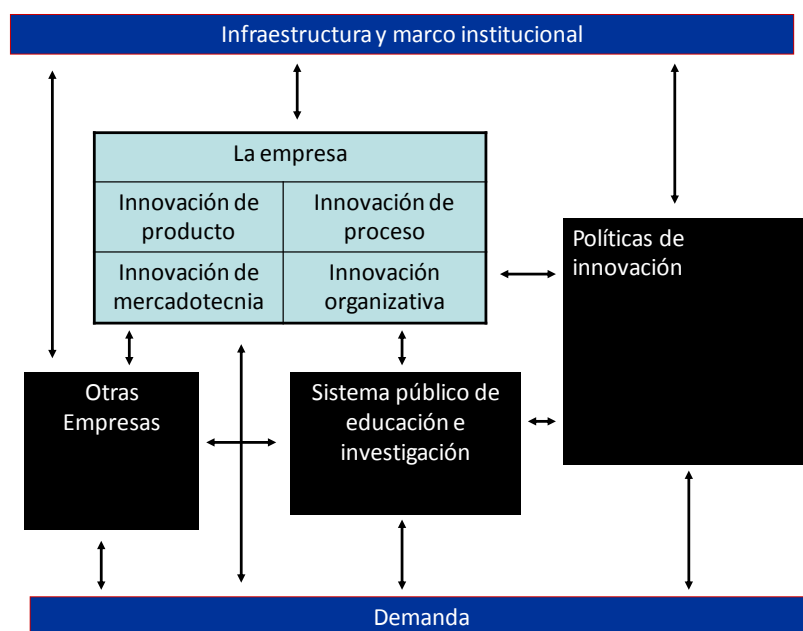 Infraestructura y marco institucional
La empresa
Innovación de
producto
Innovación de
proceso
Innovación de
mercadotecnia
Innovación
organizativa
Políticas de
innovación
Otras
Empresas
Sistema público de
educación e
investigación
Demanda